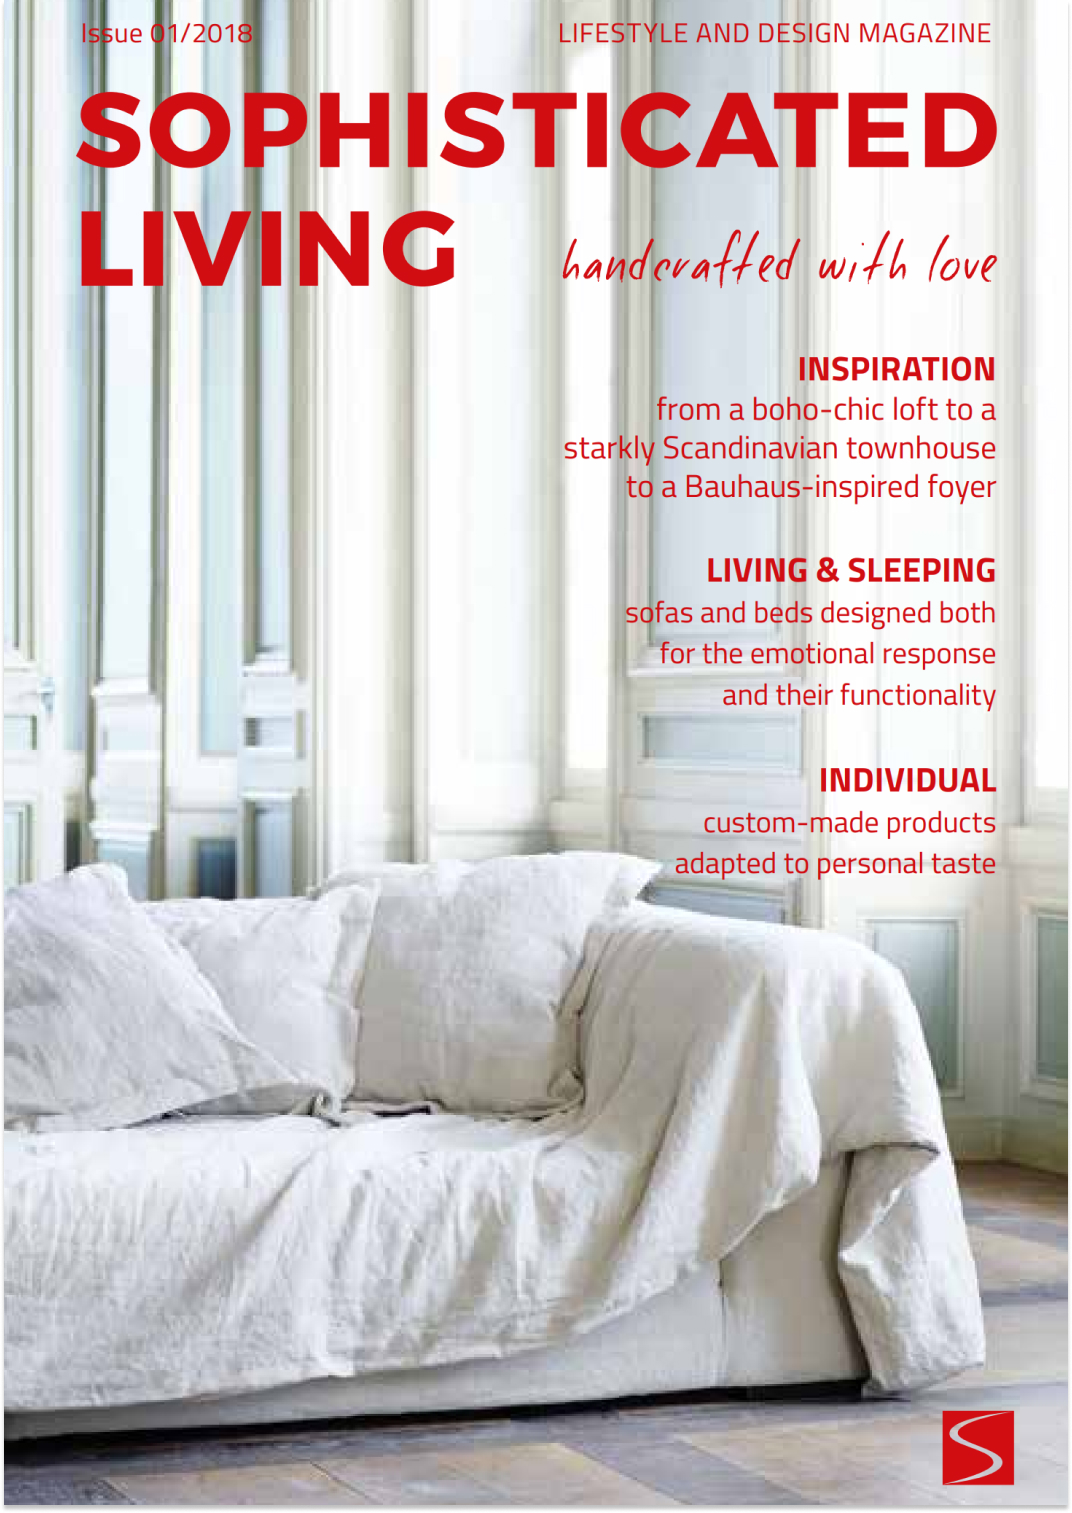 Issue 01/2018
LIFESTYLE AND DESIGN MAGAZINE
SOPHISTICATED
LIVING
handcrafted with love
INSPIRATION
from a boho-chic loft to a
starkly Scandinavian townhouse
to a Bauhaus-inspired foyer
LIVING & SLEEPING
sofas and beds designed both
for the emotional response
and their functionality
INDIVIDUAL
custom-made products
adapted to personal taste